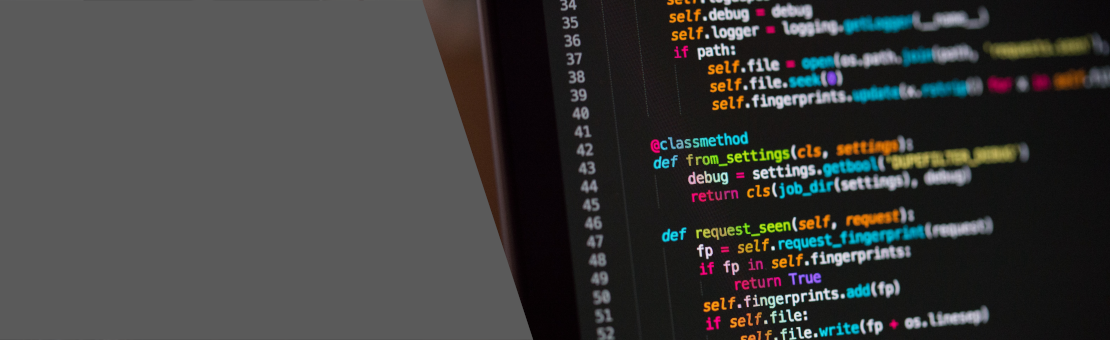 34
35 self.debug = debug
36 self.logger = logging.getLogger(__name__)
37 if path:
38 self.file = open(os.path.join(path, 'requests.seen'),
39 self.file.seek(0)
40 self.fingerprints.update(x.rstrip() for x in self.
41
42 @classmethod
43 def from_settings(cls, settings):
44 debug = settings.getbool('DUPEFILTER_DEBUG')
45 return cls(job_dir(settings), debug)
46
47 def request_seen(self, request):
48 fp = self.request_fingerprint(request)
49 if fp in self.fingerprints:
50 return True
51 self.fingerprints.add(fp)
52 if self.file:
self.file.write(fp + os.linesep)